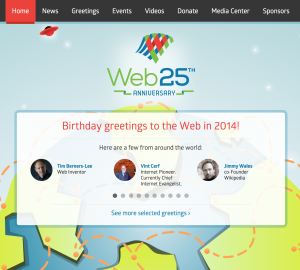 Home News Greetings Events Videos Donate Media Center Sponsors
Web25TH
ANNIVERSARY
Birthday greetings to the Web in 2014!
Here are a few from around the world:
Tim Berners-Lee
Web Inventor
Vint Cerf
Internet Pioneer.
Currently Chief
Internet Evangelist,
Jimmy Wales
co-Founder
Wikipedia
See more selected greetings ›